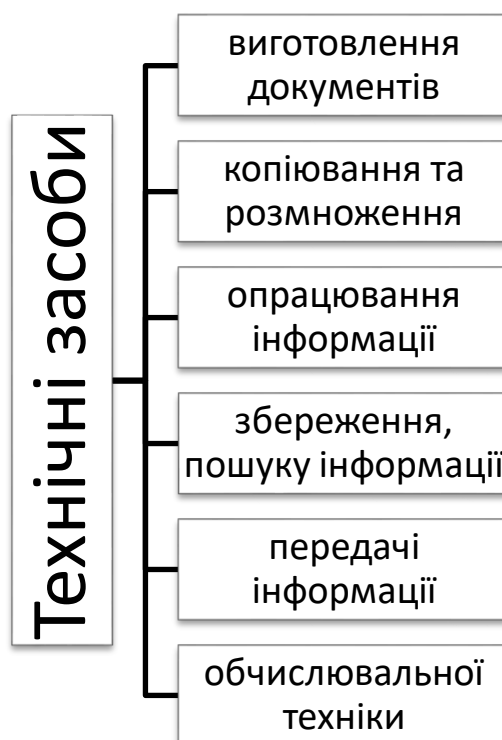 Технічні засоби
виготовлення
документів
копіювання та
розмноження
опрацювання
інформації
збереження,
пошуку інформації
передачі
інформації
обчислювальної
техніки